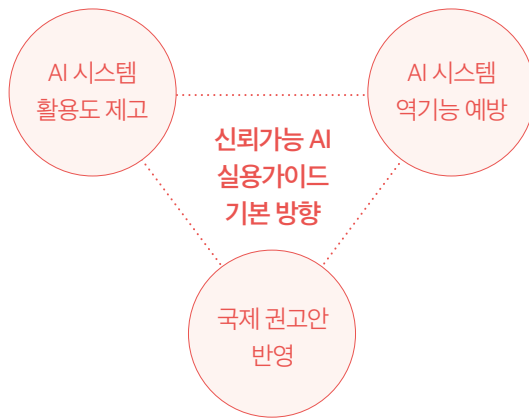 AI 시스템
활용도 제고
AI 시스템
역기능 예방
신뢰가능 AI
실용가이드
기본 방향
국제 권고안
반영